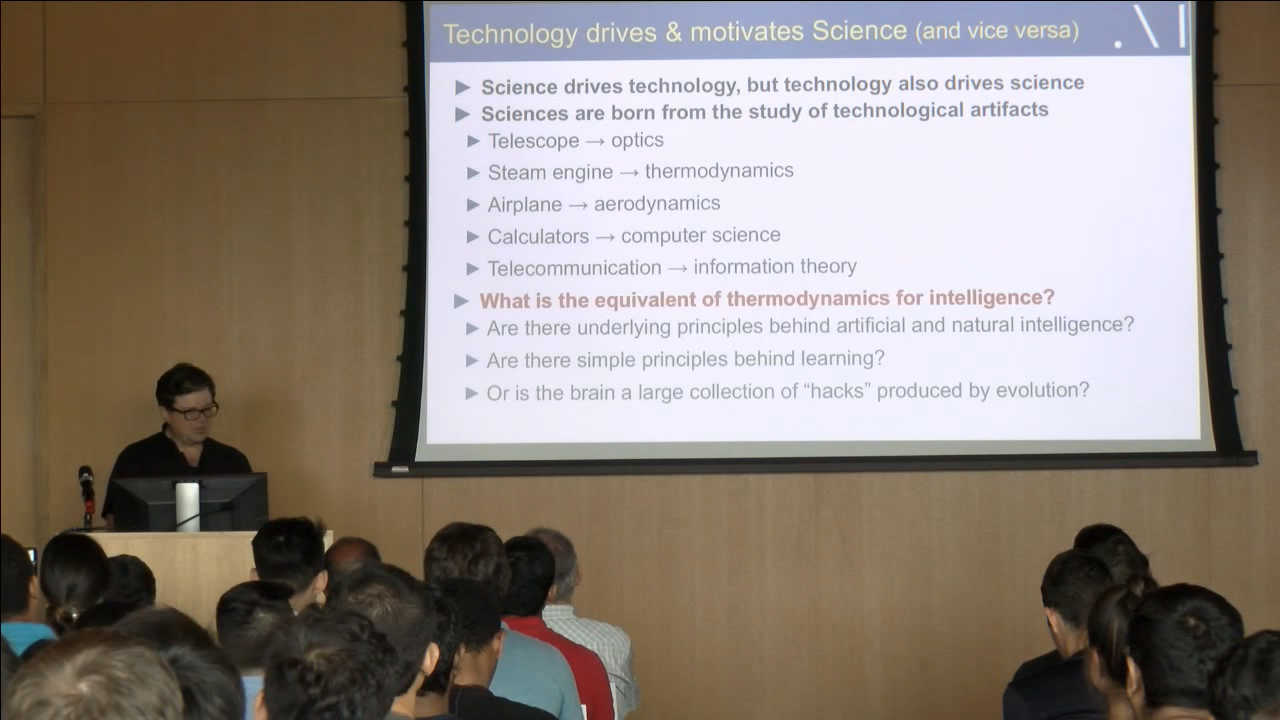 Technology drives & motivates Science (and vice versa)
► Science drives technology, but technology also drives science
► Sciences are born from the study of technological artifacts
► Telescope → optics
► Steam engine → thermodynamics
► Airplane → aerodynamics
► Calculators → computer science
► Telecommunication → information theory
► What is the equivalent of thermodynamics for intelligence?
► Are there underlying principles behind artificial and natural intelligence?
► Are there simple principles behind learning?
► Or is the brain a large collection of “hacks” produced by evolution?